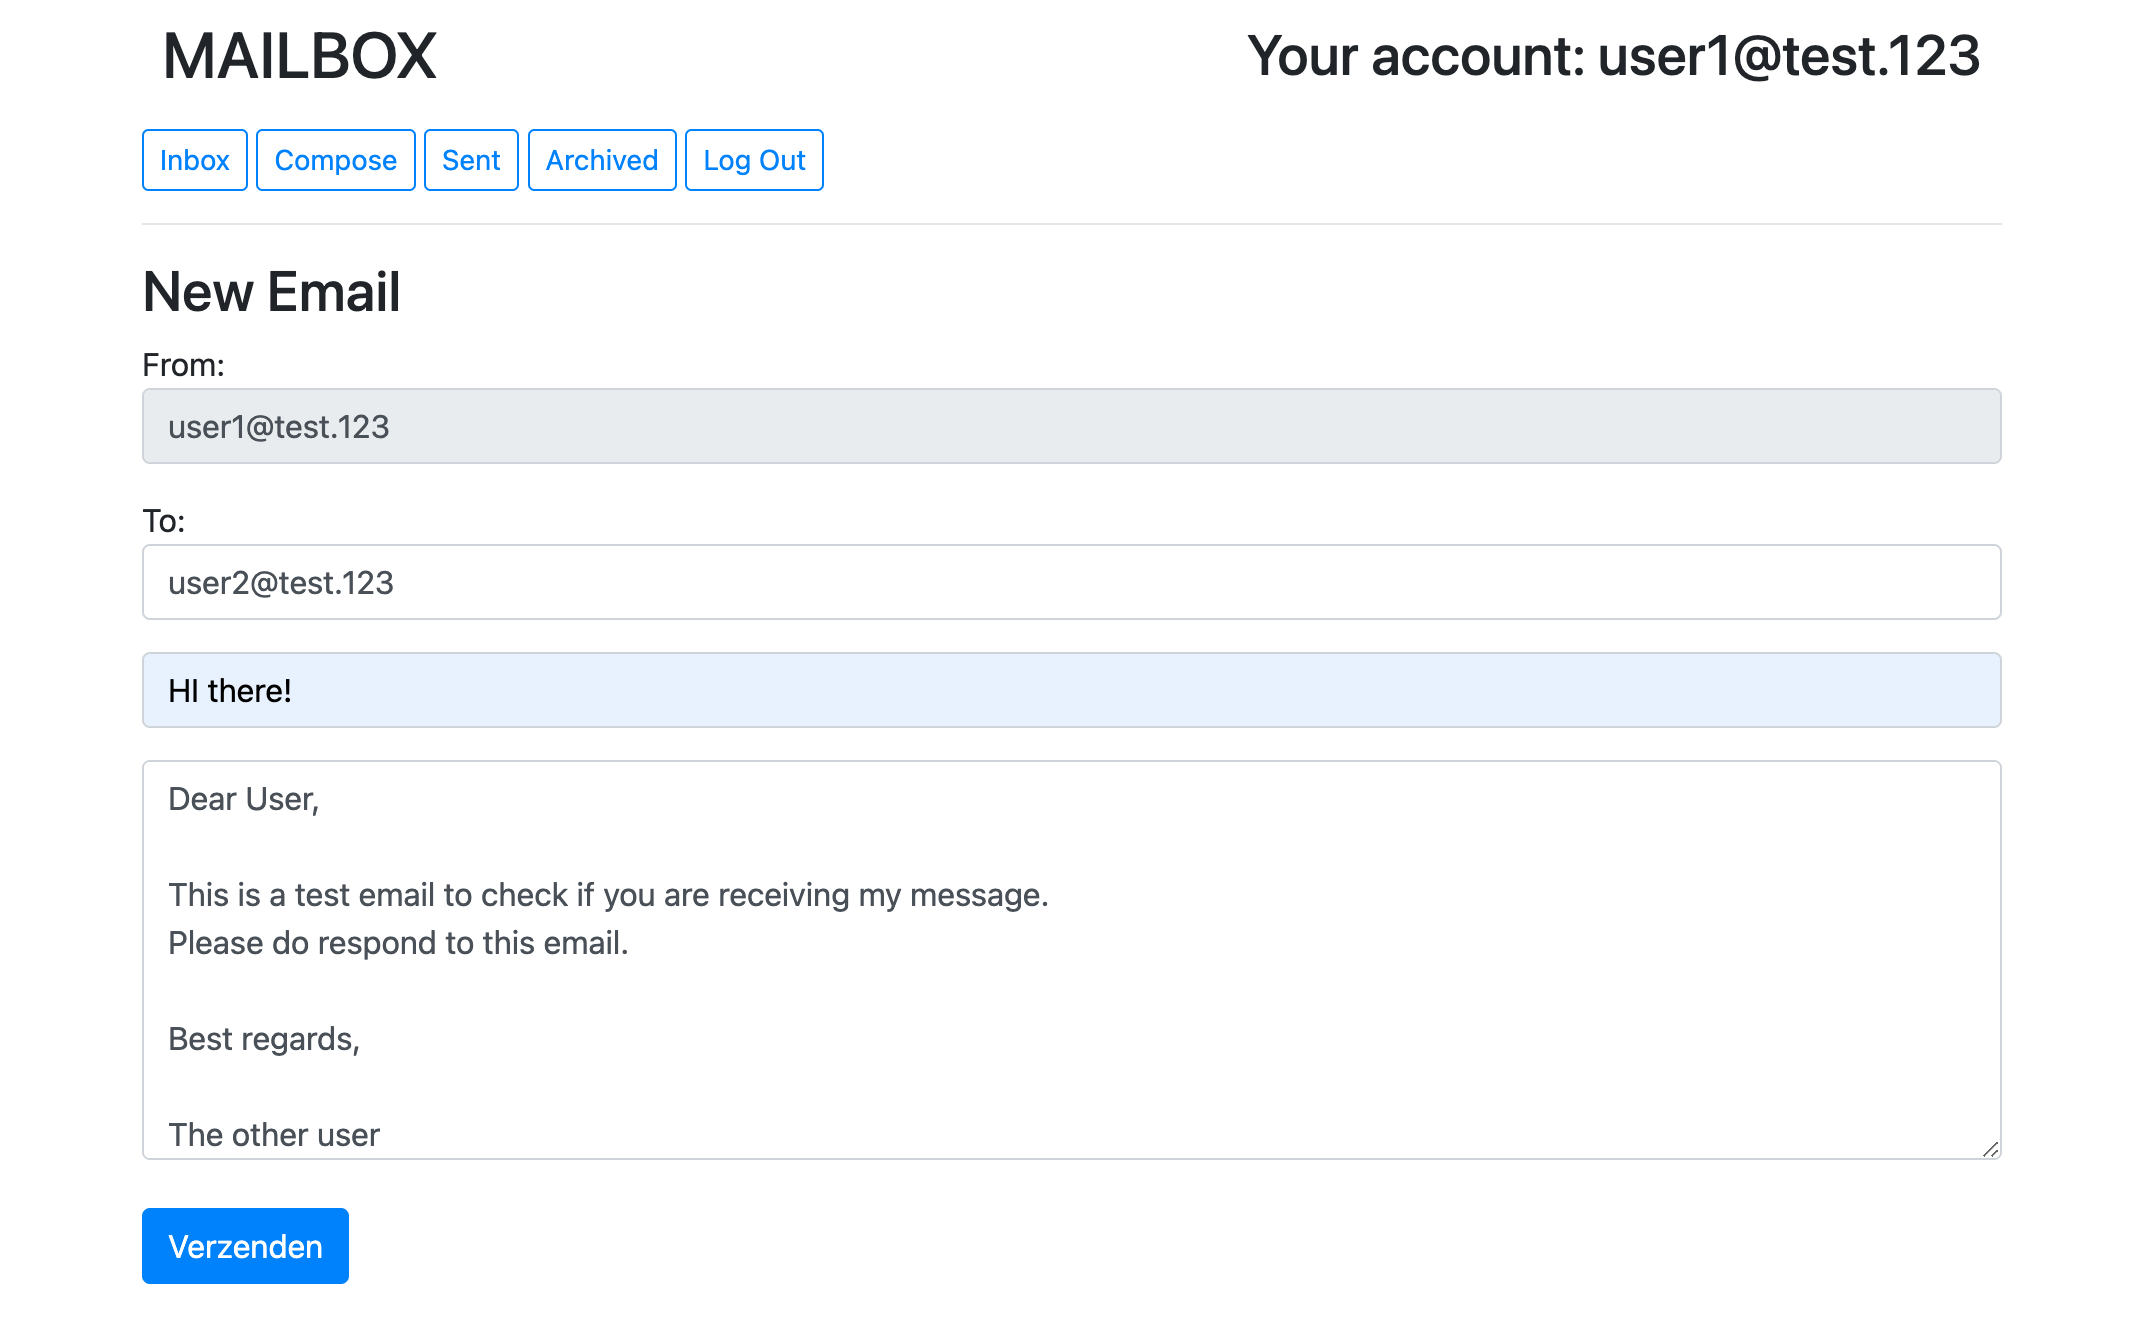 MAILBOX
Your account: user1@test.123
Inbox Compose Sent Archived Log Out
New Email
From:
user1@test.123
To:
user2@test.123
HI there!
Dear User,
This is a test email to check if you are receiving my message.
Please do respond to this email.
Best regards,
The other user
Verzenden